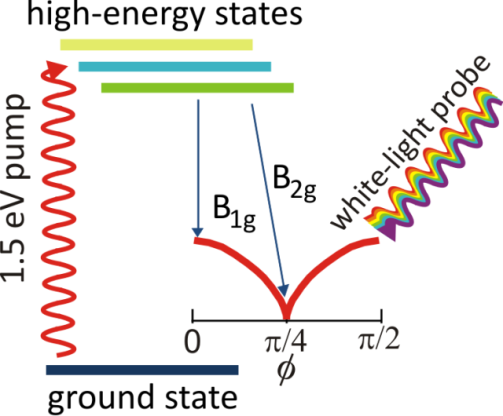 high-energy states
1.5 eV pump
white-light probe
B1g
B2g
0
π/4
π/2
ϕ
ground state